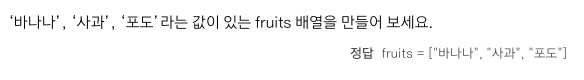 ‘바나나’, ‘사과’, ‘포도’라는 값이 있는 fruits 배열을 만들어 보세요.
정답 fruits = ["바나나", "사과", "포도"]